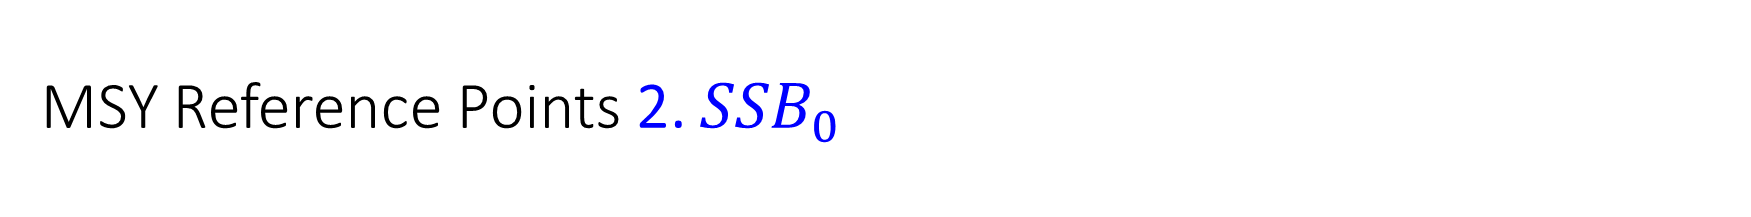 MSY Reference Points 2. SSB₀